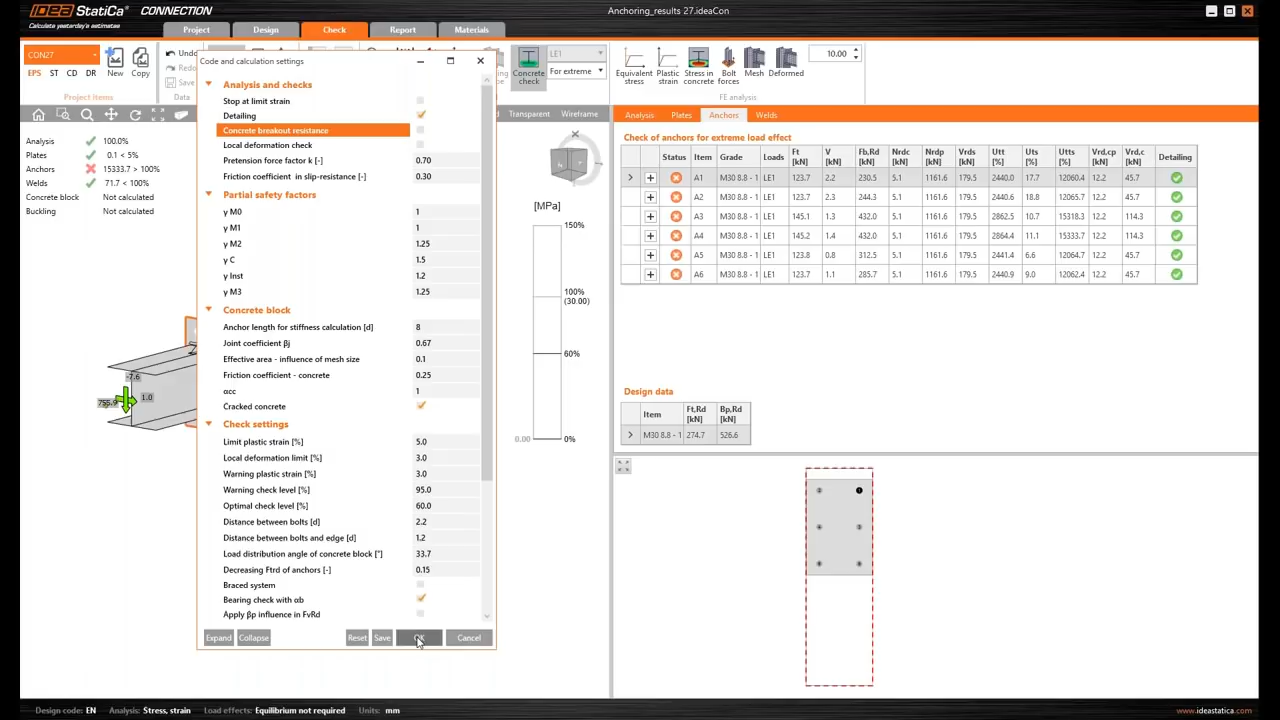 IDEA StatiCa® CONNECTION
Calculate yesterday's estimates
Anchoring_results 27.ideaCon
Project
Design
Check
Report
Materials
CON27
EPS ST CD DR
New
Copy
Project Items
Undo
Redo
Save
Data
Concrete
check
LE1
For extreme
Equivalent
stress
Plastic
strain
Stress in
concrete
Bolt
forces
Mesh
Deformed
10.00
FE analysis
Transparent
Wireframe
Analysis 100.0%
Plates 0.1 < 5%
Anchors 15333.7 > 100%
Welds 71.7 < 100%
Concrete block Not calculated
Buckling Not calculated
-7.6
755.9
1.0
[MPa]
150%
100%
(30.00)
60%
0.00
0%
Code and calculation settings
Analysis and checks
Stop at limit strain
Detailing
Concrete breakout resistance
Local deformation check
Pretension force factor k [-] 0.70
Friction coefficient in slip-resistance [-] 0.30
Partial safety factors
γ M0 1
γ M1 1
γ M2 1.25
γ C 1.5
γ Inst 1.2
γ M3 1.25
Concrete block
Anchor length for stiffness calculation [d] 8
Joint coefficient βj 0.67
Effective area - influence of mesh size 0.1
Friction coefficient - concrete 0.25
αcc 1
Cracked concrete
Check settings
Limit plastic strain [%] 5.0
Local deformation limit [%] 3.0
Warning plastic strain [%] 3.0
Warning check level [%] 95.0
Optimal check level [%] 60.0
Distance between bolts [d] 2.2
Distance between bolts and edge [d] 1.2
Load distribution angle of concrete block [°] 33.7
Decreasing Ftrd of anchors [-] 0.15
Braced system
Bearing check with αb
Apply βp influence in FvRd
Expand Collapse Reset Save OK Cancel
Analysis Plates Anchors Welds
Check of anchors for extreme load effect
Status Item Grade Loads Ft [kN] V [kN] Fb,Rd [kN] Nrdc [kN] Nrdp [kN] Vrds [kN] Utt [%] Uts [%] Utts [%] Vrd,cp [kN] Vrd,c [kN] Detailing
A1 M30 8.8 - 1 LE1 123.7 2.2 230.5 5.1 1161.6 179.5 2440.0 17.7 12060.4 12.2 45.7
A2 M30 8.8 - 1 LE1 123.7 2.3 244.3 5.1 1161.6 179.5 2440.6 18.8 12065.7 12.2 45.7
A3 M30 8.8 - 1 LE1 145.1 1.3 432.0 5.1 1161.6 179.5 2862.5 10.7 15318.3 12.2 114.3
A4 M30 8.8 - 1 LE1 145.2 1.4 432.0 5.1 1161.6 179.5 2864.4 11.1 15333.7 12.2 114.3
A5 M30 8.8 - 1 LE1 123.8 0.8 312.5 5.1 1161.6 179.5 2441.4 6.6 12064.7 12.2 45.7
A6 M30 8.8 - 1 LE1 123.7 1.1 285.7 5.1 1161.6 179.5 2440.9 9.0 12062.4 12.2 45.7
Design data
Item Ft,Rd [kN] Bp,Rd [kN]
M30 8.8 - 1 274.7 526.6
Design code: EN Analysis: Stress, strain Load effects: Equilibrium not required Units: mm
www.ideastatica.com